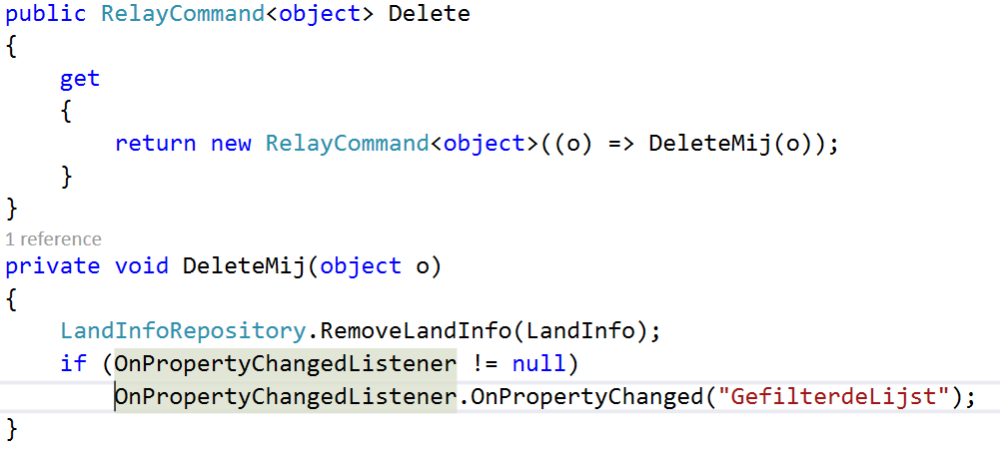 public RelayCommand<object> Delete
{
    get
    {
        return new RelayCommand<object>((o) => DeleteMij(o));
    }
}
1 reference
private void DeleteMij(object o)
{
    LandInfoRepository.RemoveLandInfo(LandInfo);
    if (OnPropertyChangedListener != null)
        OnPropertyChangedListener.OnPropertyChanged("GefilterdeLijst");
}